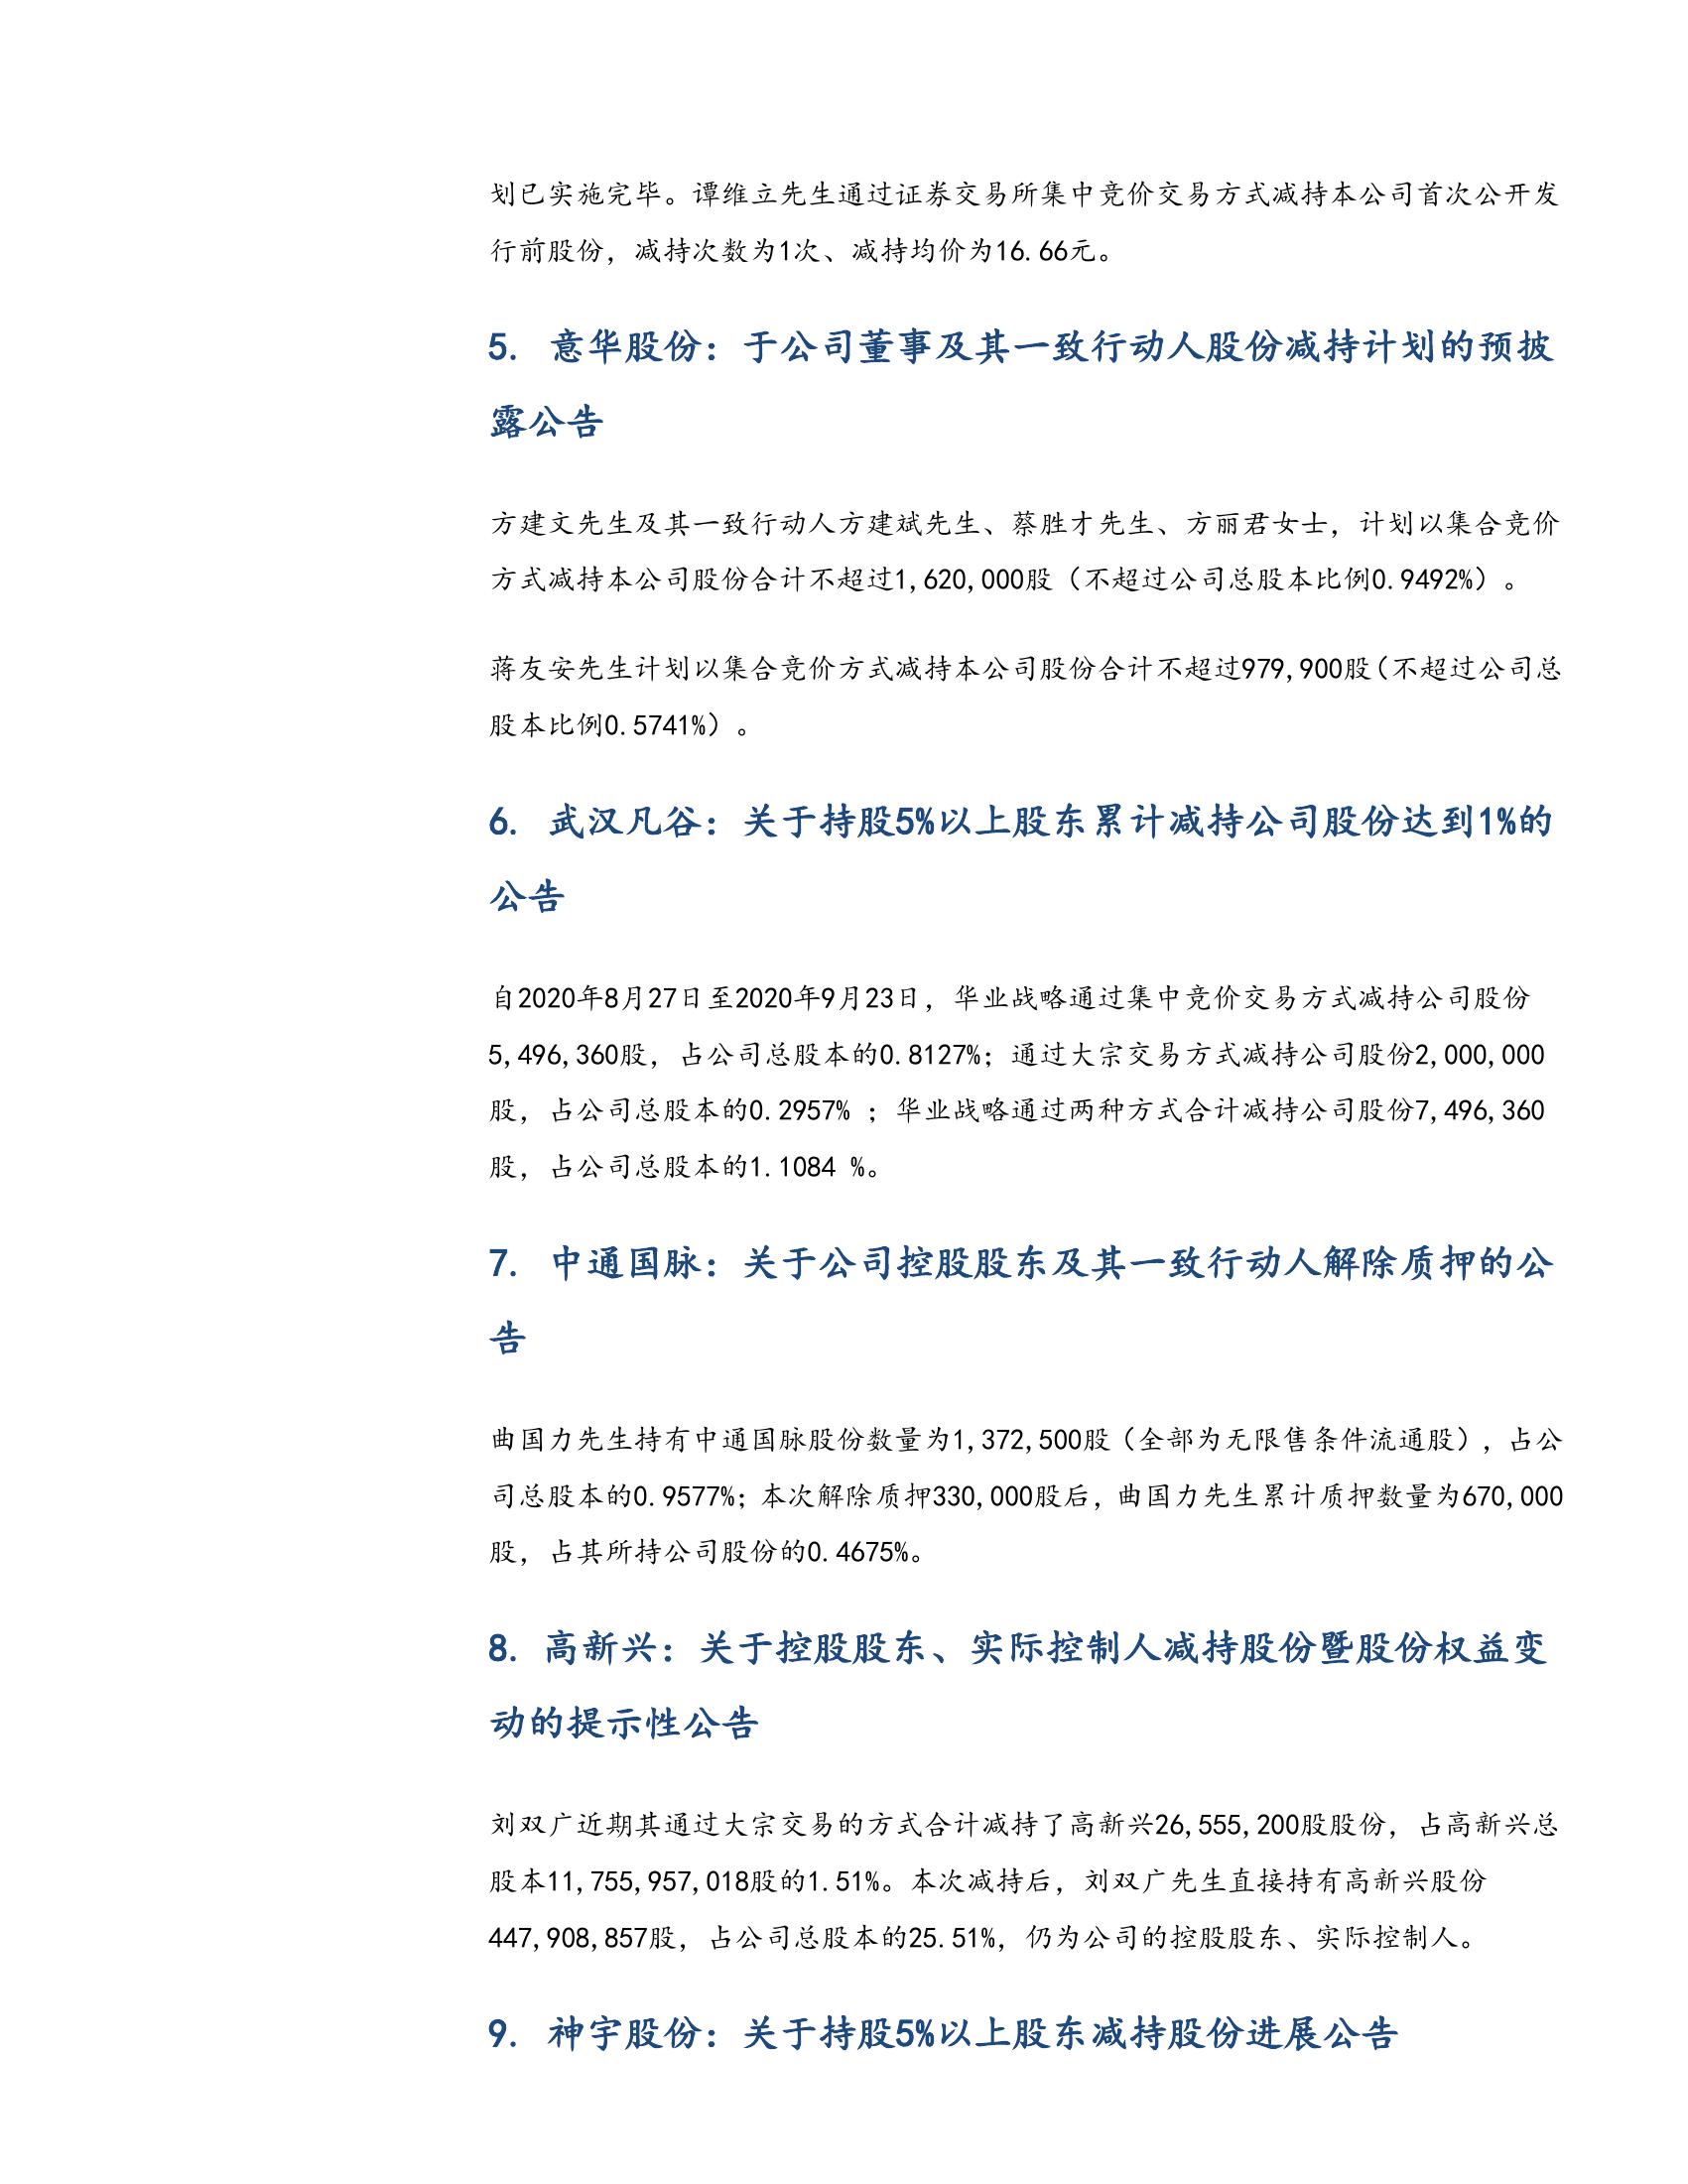 划已实施完毕。谭维立先生通过证券交易所集中竞价交易方式减持本公司首次公开发
行前股份，减持次数为1次、减持均价为16.66元。
5. 意华股份：于公司董事及其一致行动人股份减持计划的预披
露公告
方建文先生及其一致行动人方建斌先生、蔡胜才先生、方丽君女士，计划以集合竞价
方式减持本公司股份合计不超过1,620,000股（不超过公司总股本比例0.9492%）。
蒋友安先生计划以集合竞价方式减持本公司股份合计不超过979,900股（不超过公司总
股本比例0.5741%）。
6. 武汉凡谷：关于持股5%以上股东累计减持公司股份达到1%的
公告
自2020年8月27日至2020年9月23日，华业战略通过集中竞价交易方式减持公司股份
5,496,360股，占公司总股本的0.8127%；通过大宗交易方式减持公司股份2,000,000
股，占公司总股本的0.2957% ；华业战略通过两种方式合计减持公司股份7,496,360
股，占公司总股本的1.1084 %。
7. 中通国脉：关于公司控股股东及其一致行动人解除质押的公
告
曲国力先生持有中通国脉股份数量为1,372,500股（全部为无限售条件流通股），占公
司总股本的0.9577%；本次解除质押330,000股后，曲国力先生累计质押数量为670,000
股，占其所持公司股份的0.4675%。
8. 高新兴：关于控股股东、实际控制人减持股份暨股份权益变
动的提示性公告
刘双广近期其通过大宗交易的方式合计减持了高新兴26,555,200股股份，占高新兴总
股本11,755,957,018股的1.51%。本次减持后，刘双广先生直接持有高新兴股份
447,908,857股，占公司总股本的25.51%，仍为公司的控股股东、实际控制人。
9. 神宇股份：关于持股5%以上股东减持股份进展公告